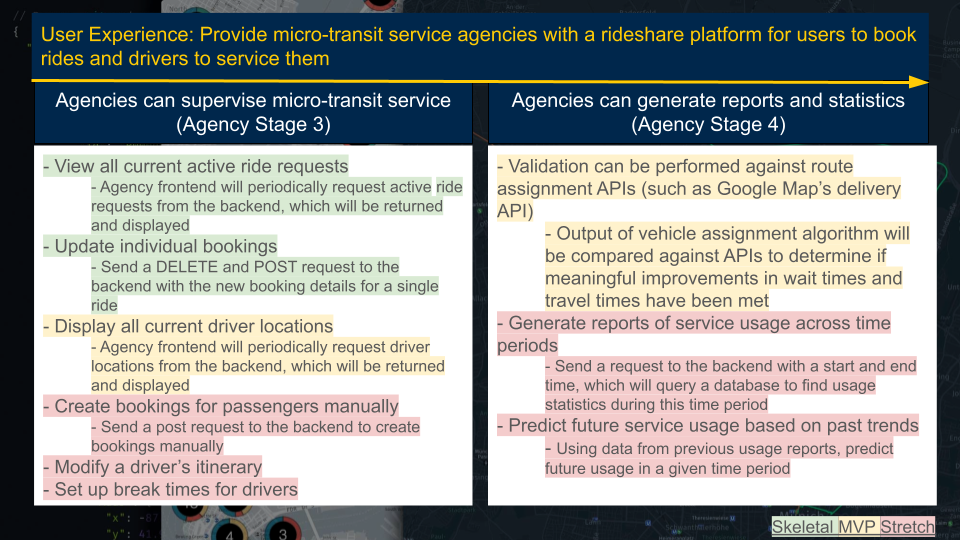 User Experience: Provide micro-transit service agencies with a rideshare platform for users to book
rides and drivers to service them
Agencies can supervise micro-transit service
(Agency Stage 3)
- View all current active ride requests
- Agency frontend will periodically request active ride
requests from the backend, which will be returned
and displayed
- Update individual bookings
- Send a DELETE and POST request to the
backend with the new booking details for a single
ride
- Display all current driver locations
- Agency frontend will periodically request driver
locations from the backend, which will be returned
and displayed
- Create bookings for passengers manually
- Send a post request to the backend to create
bookings manually
- Modify a driver's itinerary
- Set up break times for drivers
Agencies can generate reports and statistics
(Agency Stage 4)
- Validation can be performed against route
assignment APIs (such as Google Map's delivery
API)
- Output of vehicle assignment algorithm will
be compared against APIs to determine if
meaningful improvements in wait times and
travel times have been met
- Generate reports of service usage across time
periods
- Send a request to the backend with a start and end
time, which will query a database to find usage
statistics during this time period
- Predict future service usage based on past trends
- Using data from previous usage reports, predict
future usage in a given time period
"x":
"y":
4
3
Skeletal MVP Stretch